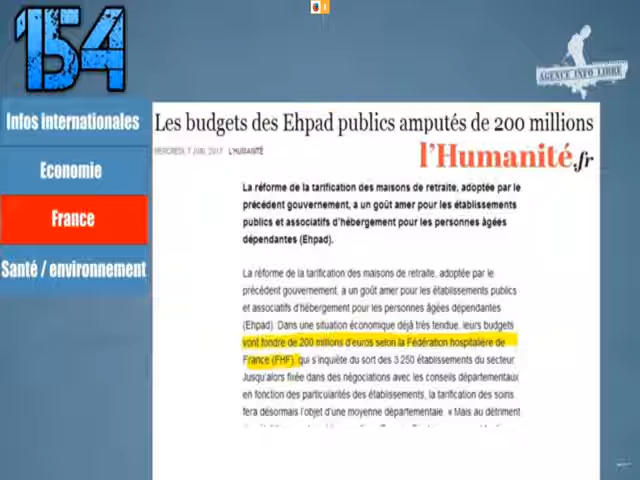 154
AGENCE INFO LIBRE
Infos internationales
Economie
France
Santé / environnement
Les budgets des Ehpad publics amputés de 200 millions
MERCREDI, 7 JUIN, 2017 L'HUMANITÉ
l'Humanité.fr
La réforme de la tarification des maisons de retraite, adoptée par le
précédent gouvernement, a un goût amer pour les établissements
publics et associatifs d'hébergement pour les personnes âgées
dépendantes (Ehpad).
La réforme de la tarification des maisons de retraite, adoptée par le
précédent gouvernement, a un goût amer pour les établissements publics
et associatifs d'hébergement pour les personnes âgées dépendantes
(Ehpad). Dans une situation économique déjà très tendue, leurs budgets
vont fondre de 200 millions d'euros selon la Fédération hospitalière de
France (FHF), qui s'inquiète du sort des 3 250 établissements du secteur.
Jusqu'alors fixée dans des négociations avec les conseils départementaux
en fonction des particularités des établissements, la tarification des soins
fera désormais l'objet d'une moyenne départementale. « Mais au détriment